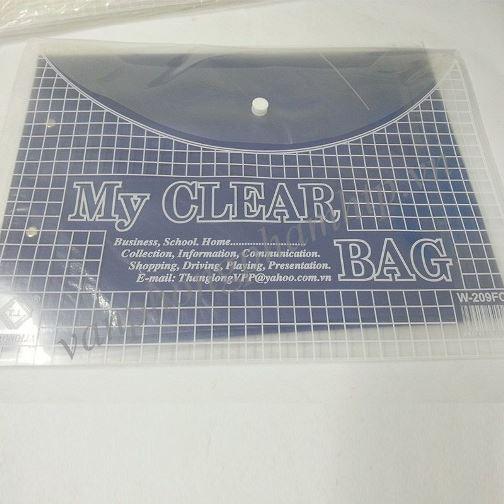 My CLEAR
BAG
Business, School. Home...........................
Collection, Information, Communication.
Shopping, Driving, Playing, Presentation.
E-mail: ThanglongVPP@yahoo.com.vn
W-209FC